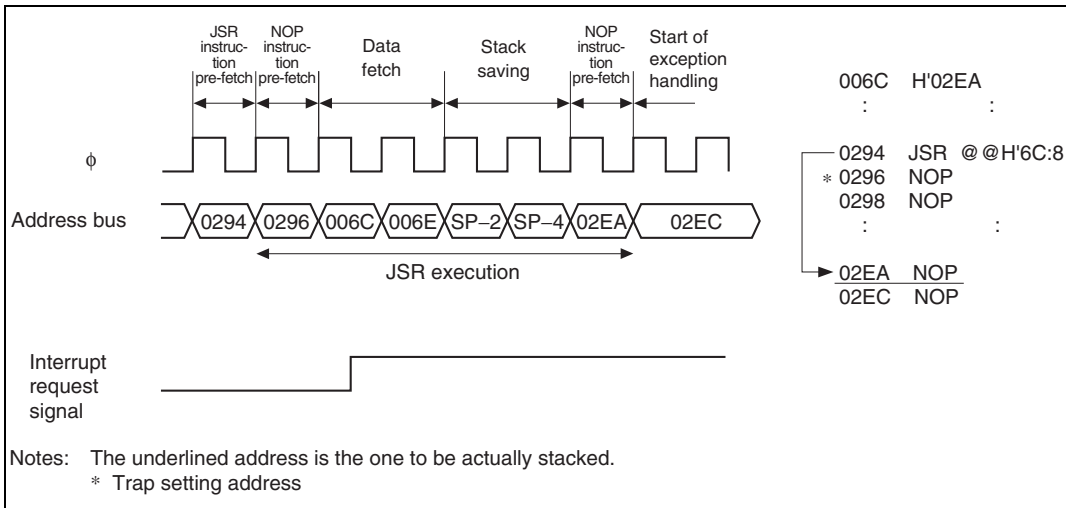 JSR instruc- tion pre-fetch
NOP instruc- tion pre-fetch
Data fetch
Stack saving
NOP instruc- tion pre-fetch
Start of exception handling
φ
Address bus
0294 0296 006C 006E SP−2 SP−4 02EA 02EC
JSR execution
Interrupt request signal
006C H'02EA
: :
0294 JSR @@H'6C:8
* 0296 NOP
0298 NOP
: :
02EA NOP
02EC NOP
Notes: The underlined address is the one to be actually stacked.
* Trap setting address